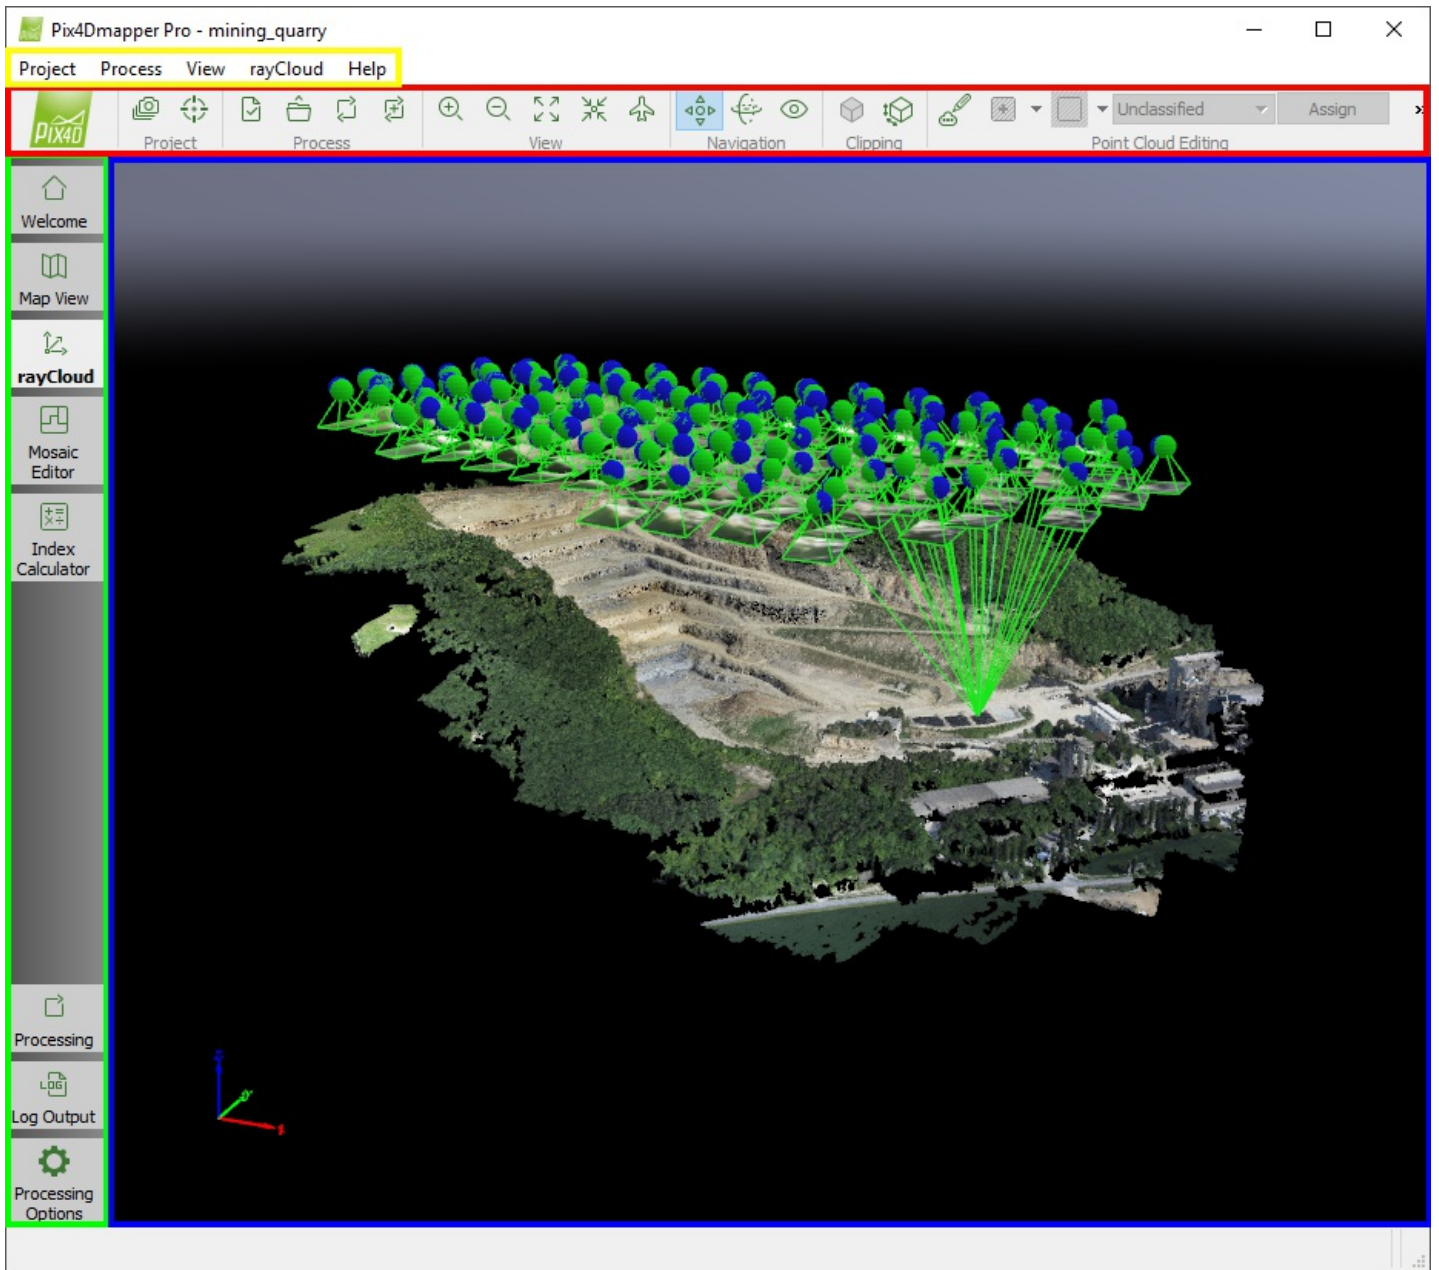 Pix4Dmapper Pro - mining_quarry
Project Process View rayCloud Help
PIX4D
Unclassified Assign »
Project Process View Navigation Clipping Point Cloud Editing
Welcome
Map View
rayCloud
Mosaic
Editor
Index
Calculator
Processing
LOG
Log Output
Processing
Options